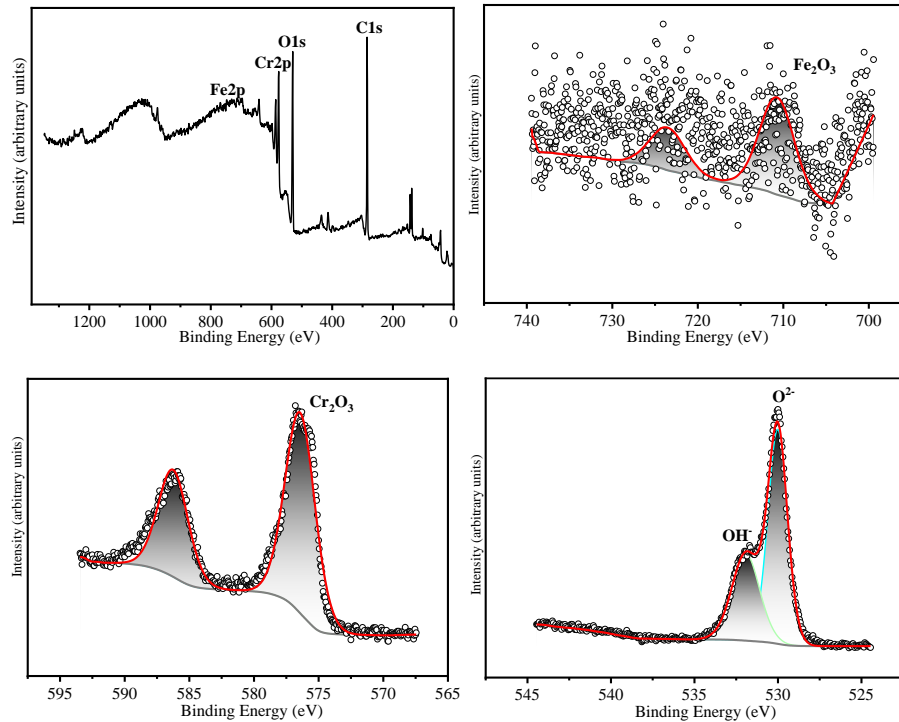 C1s
O1s
Cr2p
Fe2p
Intensity (arbitrary units)
1200 1000 800 600 400 200 0
Binding Energy (eV)
Fe₂O₃
Intensity (arbitrary units)
740 730 720 710 700
Binding Energy (eV)
Cr₂O₃
Intensity (arbitrary units)
595 590 585 580 575 570 565
Binding Energy (eV)
O²⁻
OH⁻
Intensity (arbitrary units)
545 540 535 530 525
Binding Energy (eV)